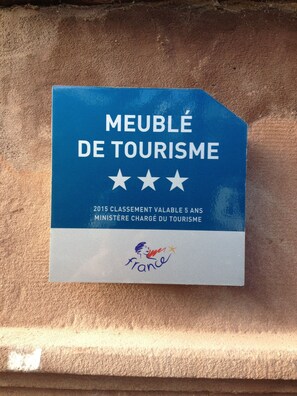 MEUBLÉ
DE TOURISME
2015 CLASSEMENT VALABLE 5 ANS
MINISTÈRE CHARGÉ DU TOURISME
france